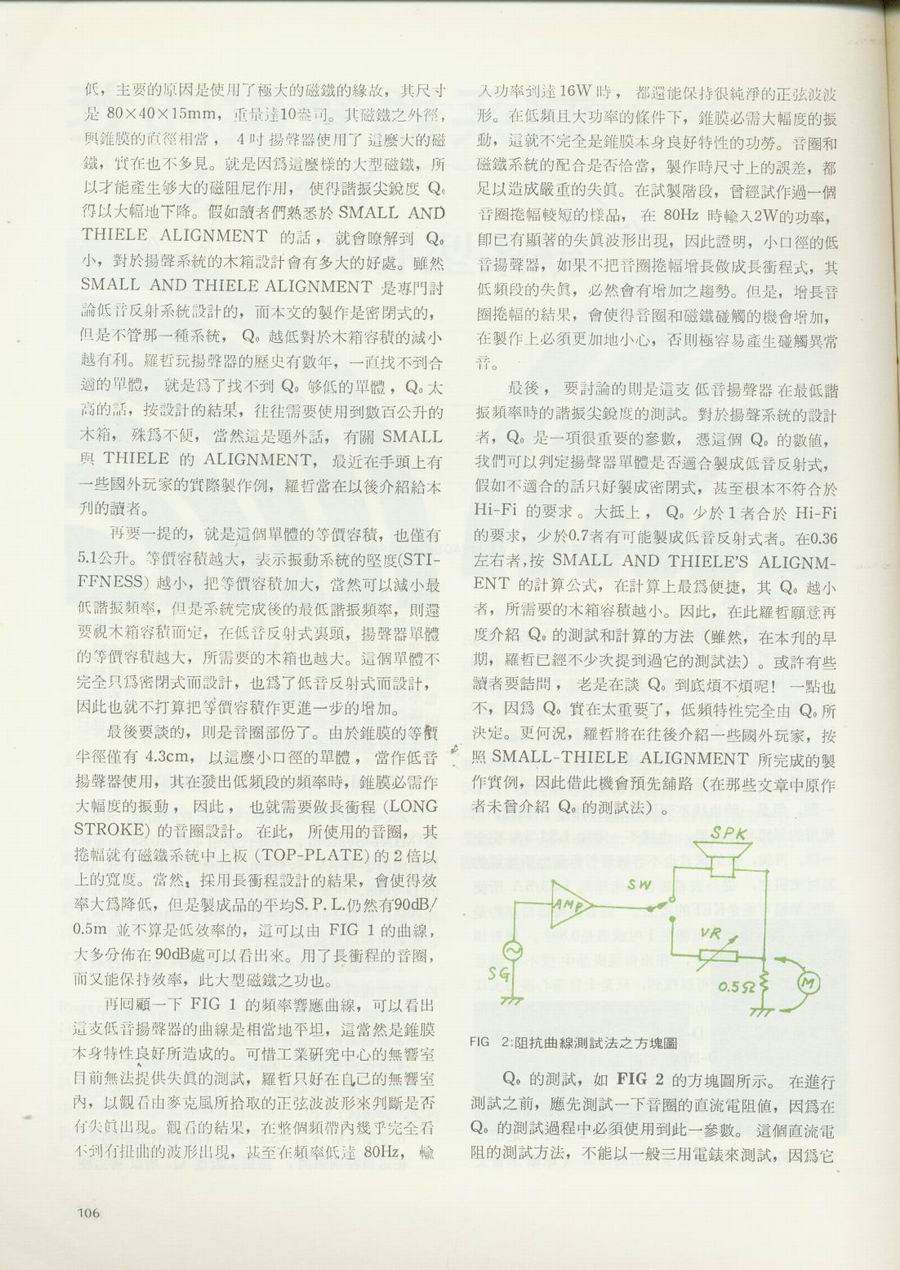 低，主要的原因是使用了極大的磁鐵的緣故，其尺寸
是 80×40×15mm，重量達10盎司。其磁鐵之外徑，
與錐膜的直徑相當，4吋揚聲器使用了這麼大的磁
鐵，實在也不多見。就是因爲這麼樣的大型磁鐵，所
以才能產生够大的磁阻尼作用，使得諧振尖銳度 Q₀
得以大幅地下降。假如讀者們熟悉於 SMALL AND
THIELE ALIGNMENT 的話，就會瞭解到 Q₀
小，對於揚聲系統的木箱設計會有多大的好處。雖然
SMALL AND THIELE ALIGNMENT 是專門討
論低音反射系統設計的，而本文的製作是密閉式的，
但是不管那一種系統，Q₀ 越低對於木箱容積的減小
越有利。羅哲玩揚聲器的歷史有數年，一直找不到合
適的單體，就是爲了找不到 Q₀ 够低的單體，Q₀ 太
高的話，按設計的結果，往往需要使用到數百公升的
木箱，殊爲不便，當然這是題外話，有關 SMALL
與 THIELE 的 ALIGNMENT，最近在手頭上有
一些國外玩家的實際製作例，羅哲當在以後介紹給本
刊的讀者。
再要一提的，就是這個單體的等價容積，也僅有
5.1公升。等價容積越大，表示振動系統的堅度(STI-
FFNESS) 越小，把等價容積加大，當然可以減小最
低諧振頻率，但是系統完成後的最低諧振頻率，則還
要視木箱容積而定，在低音反射式裏頭，揚聲器單體
的等價容積越大，所需要的木箱也越大。這個單體不
完全只爲密閉式而設計，也爲了低音反射式而設計，
因此也就不打算把等價容積作更進一步的增加。
最後要談的，則是音圈部份了。由於錐膜的等價
半徑僅有 4.3cm，以這麼小口徑的單體，當作低音
揚聲器使用，其在發出低頻段的頻率時，錐膜必需作
大幅度的振動，因此，也就需要做長衝程 (LONG
STROKE) 的音圈設計。在此，所使用的音圈，其
捲幅就有磁鐵系統中上板 (TOP-PLATE) 的 2 倍以
上的寬度。當然，採用長衝程設計的結果，會使得效
率大爲降低，但是製成品的平均S.P.L.仍然有90dB/
0.5m 並不算是低效率的，這可以由 FIG 1 的曲線，
大多分佈在 90dB處可以看出來。用了長衝程的音圈，
而又能保持效率，此大型磁鐵之功也。
再回顧一下 FIG 1 的頻率響應曲線，可以看出
這支低音揚聲器的曲線是相當地平坦，這當然是錐膜
本身特性良好所造成的。可惜工業研究中心的無響室
目前無法提供失眞的測試，羅哲只好在自己的無響室
內，以觀看由麥克風所拾取的正弦波波形來判斷是否
有失眞出現。觀看的結果，在整個頻帶內幾乎完全看
不到有扭曲的波形出現，甚至在頻率低達 80Hz，輸
入功率到達16W時，都還能保持很純淨的正弦波波
形。在低頻且大功率的條件下，錐膜必需大幅度的振
動，這就不完全是錐膜本身良好特性的功勞。音圈和
磁鐵系統的配合是否恰當，製作時尺寸上的誤差，都
足以造成嚴重的失眞。在試製階段，曾經試作過一個
音圈捲幅較短的樣品，在 80Hz 時輸入2W的功率，
卽已有顯著的失眞波形出現，因此證明，小口徑的低
音揚聲器，如果不把音圈捲幅增長做成長衝程式，其
低頻段的失眞，必然會有增加之趨勢。但是，增長音
圈捲幅的結果，會使得音圈和磁鐵碰觸的機會增加，
在製作上必須更加地小心，否則極容易產生碰觸異常
音。
最後，要討論的則是這支低音揚聲器在最低諧
振頻率時的諧振尖銳度的測試。對於揚聲系統的設計
者，Q₀ 是一項很重要的參數，憑這個 Q₀ 的數值，
我們可以判定揚聲器單體是否適合製成低音反射式，
假如不適合的話只好製成密閉式，甚至根本不符合於
Hi-Fi 的要求。大抵上，Q₀ 少於1者合於 Hi-Fi
的要求，少於0.7者有可能製成低音反射式者。在0.36
左右者,按 SMALL AND THIELE'S ALIGNM-
ENT 的計算公式，在計算上最爲便捷，其 Q₀ 越小
者，所需要的木箱容積越小。因此，在此羅哲願意再
度介紹 Q₀ 的測試和計算的方法（雖然，在本刊的早
期，羅哲已經不少次提到過它的測試法）。或許有些
讀者要詰問，老是在談 Q₀ 到底煩不煩呢！一點也
不，因爲 Q₀ 實在太重要了，低頻特性完全由 Q₀ 所
決定。更何況，羅哲將在往後介紹一些國外玩家，按
照 SMALL-THIELE ALIGNMENT 所完成的製
作實例，因此借此機會預先舖路（在那些文章中原作
者未曾介紹 Q₀ 的測試法）。
SPK
SW
AMP
VR
SG
0.5Ω
M
FIG 2:阻抗曲線測試法之方塊圖
Q₀ 的測試，如 FIG 2 的方塊圖所示。在進行
測試之前，應先測試一下音圈的直流電阻值，因爲在
Q₀ 的測試過程中必須使用到此一參數。這個直流電
阻的測試方法，不能以一般三用電錶來測試，因爲它
106